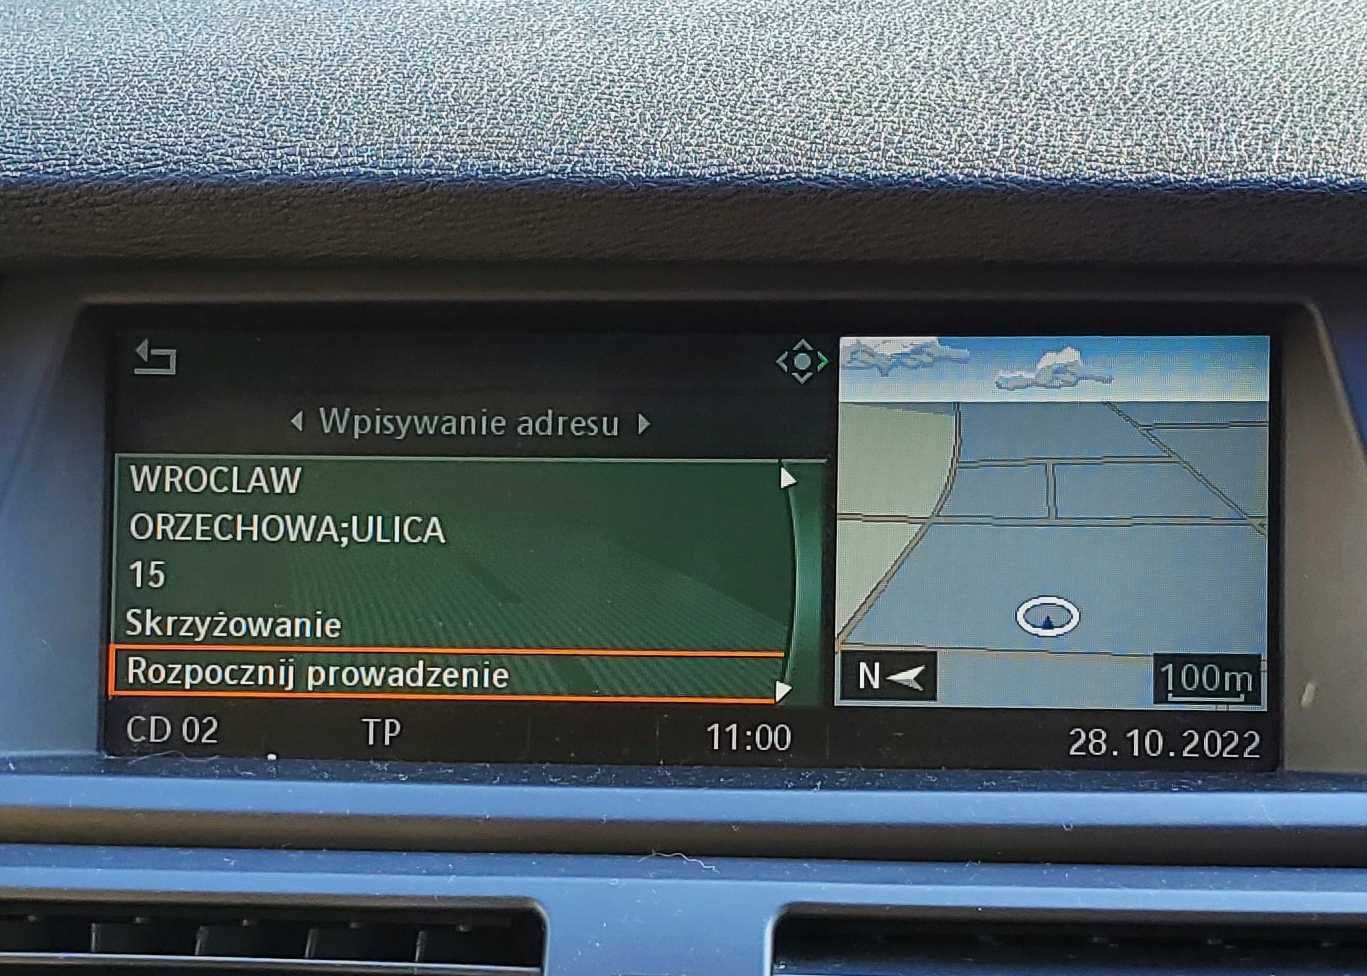 Wpisywanie adresu
WROCLAW
ORZECHOWA;ULICA
15
Skrzyżowanie
Rozpocznij prowadzenie
N
100m
CD 02 TP 11:00 28.10.2022